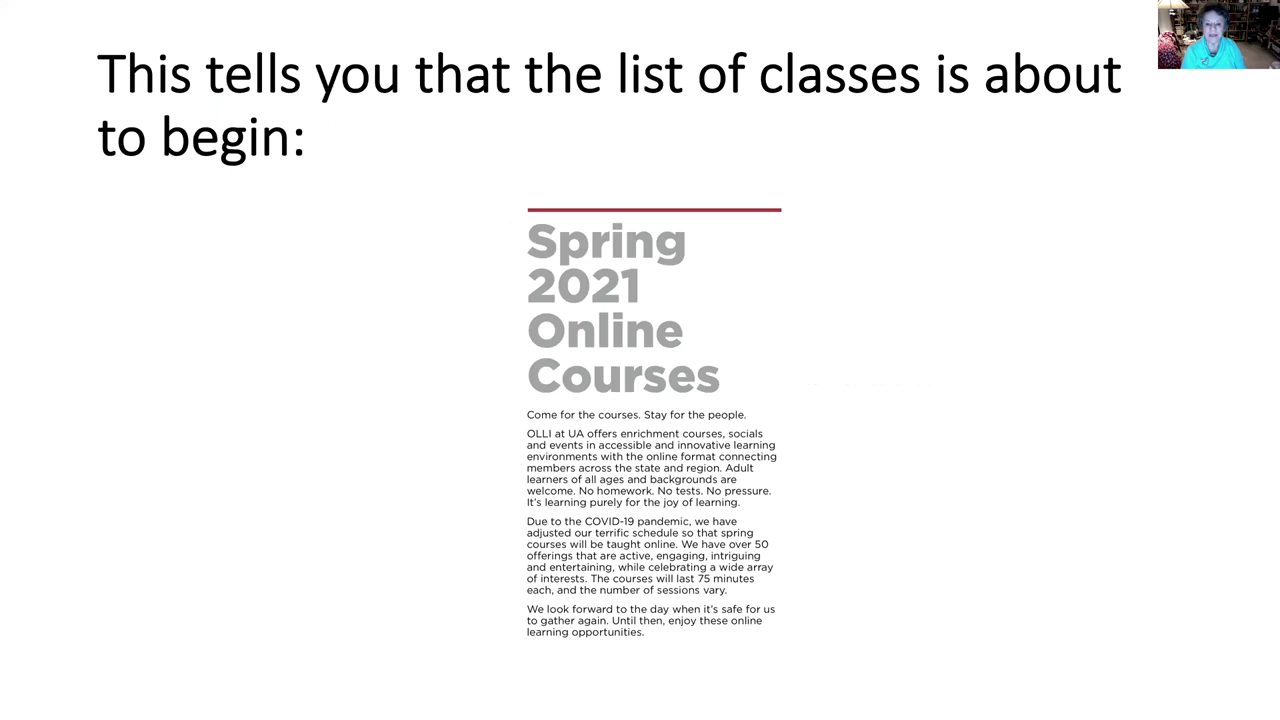 This tells you that the list of classes is about
to begin:
Spring
2021
Online
Courses
Come for the courses. Stay for the people.
OLLI at UA offers enrichment courses, socials
and events in accessible and innovative learning
environments with the online format connecting
members across the state and region. Adult
learners of all ages and backgrounds are
welcome. No homework. No tests. No pressure.
It's learning purely for the joy of learning.
Due to the COVID-19 pandemic, we have
adjusted our terrific schedule so that spring
courses will be taught online. We have over 50
offerings that are active, engaging, intriguing
and entertaining, while celebrating a wide array
of interests. The courses will last 75 minutes
each, and the number of sessions vary.
We look forward to the day when it's safe for us
to gather again. Until then, enjoy these online
learning opportunities.